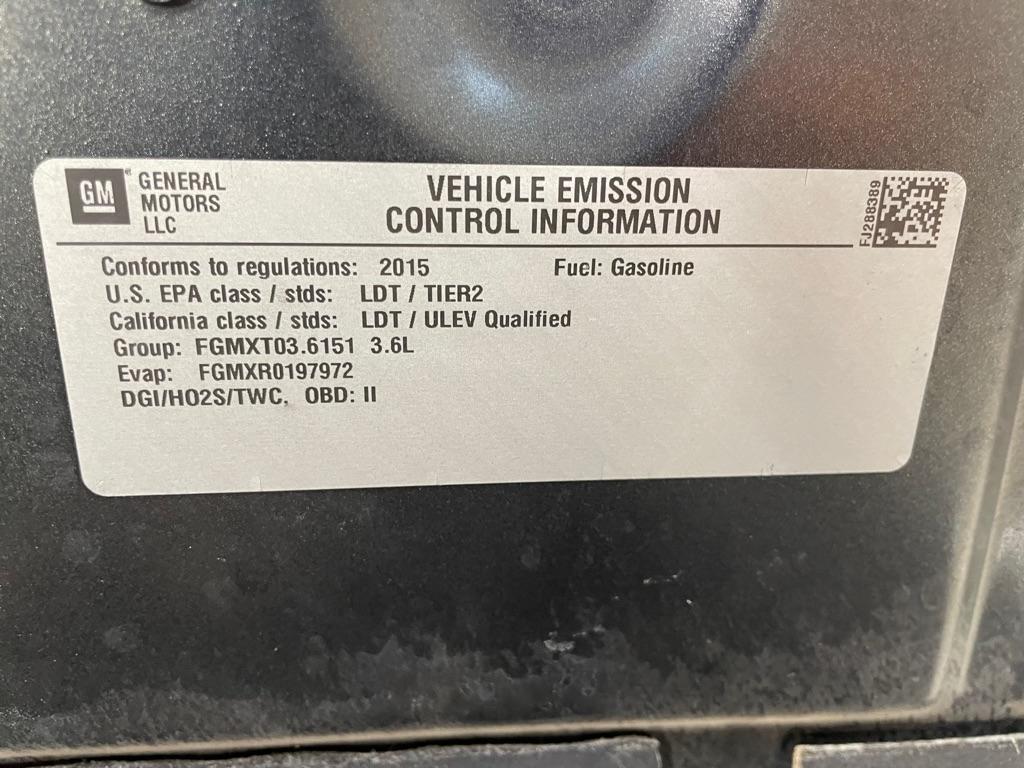 GM
GENERAL
MOTORS
LLC
VEHICLE EMISSION
CONTROL INFORMATION
FJ288389
Conforms to regulations: 2015 Fuel: Gasoline
U.S. EPA class / stds: LDT / TIER2
California class / stds: LDT / ULEV Qualified
Group: FGMXT03.6151 3.6L
Evap: FGMXR0197972
DGI/HO2S/TWC. OBD: II